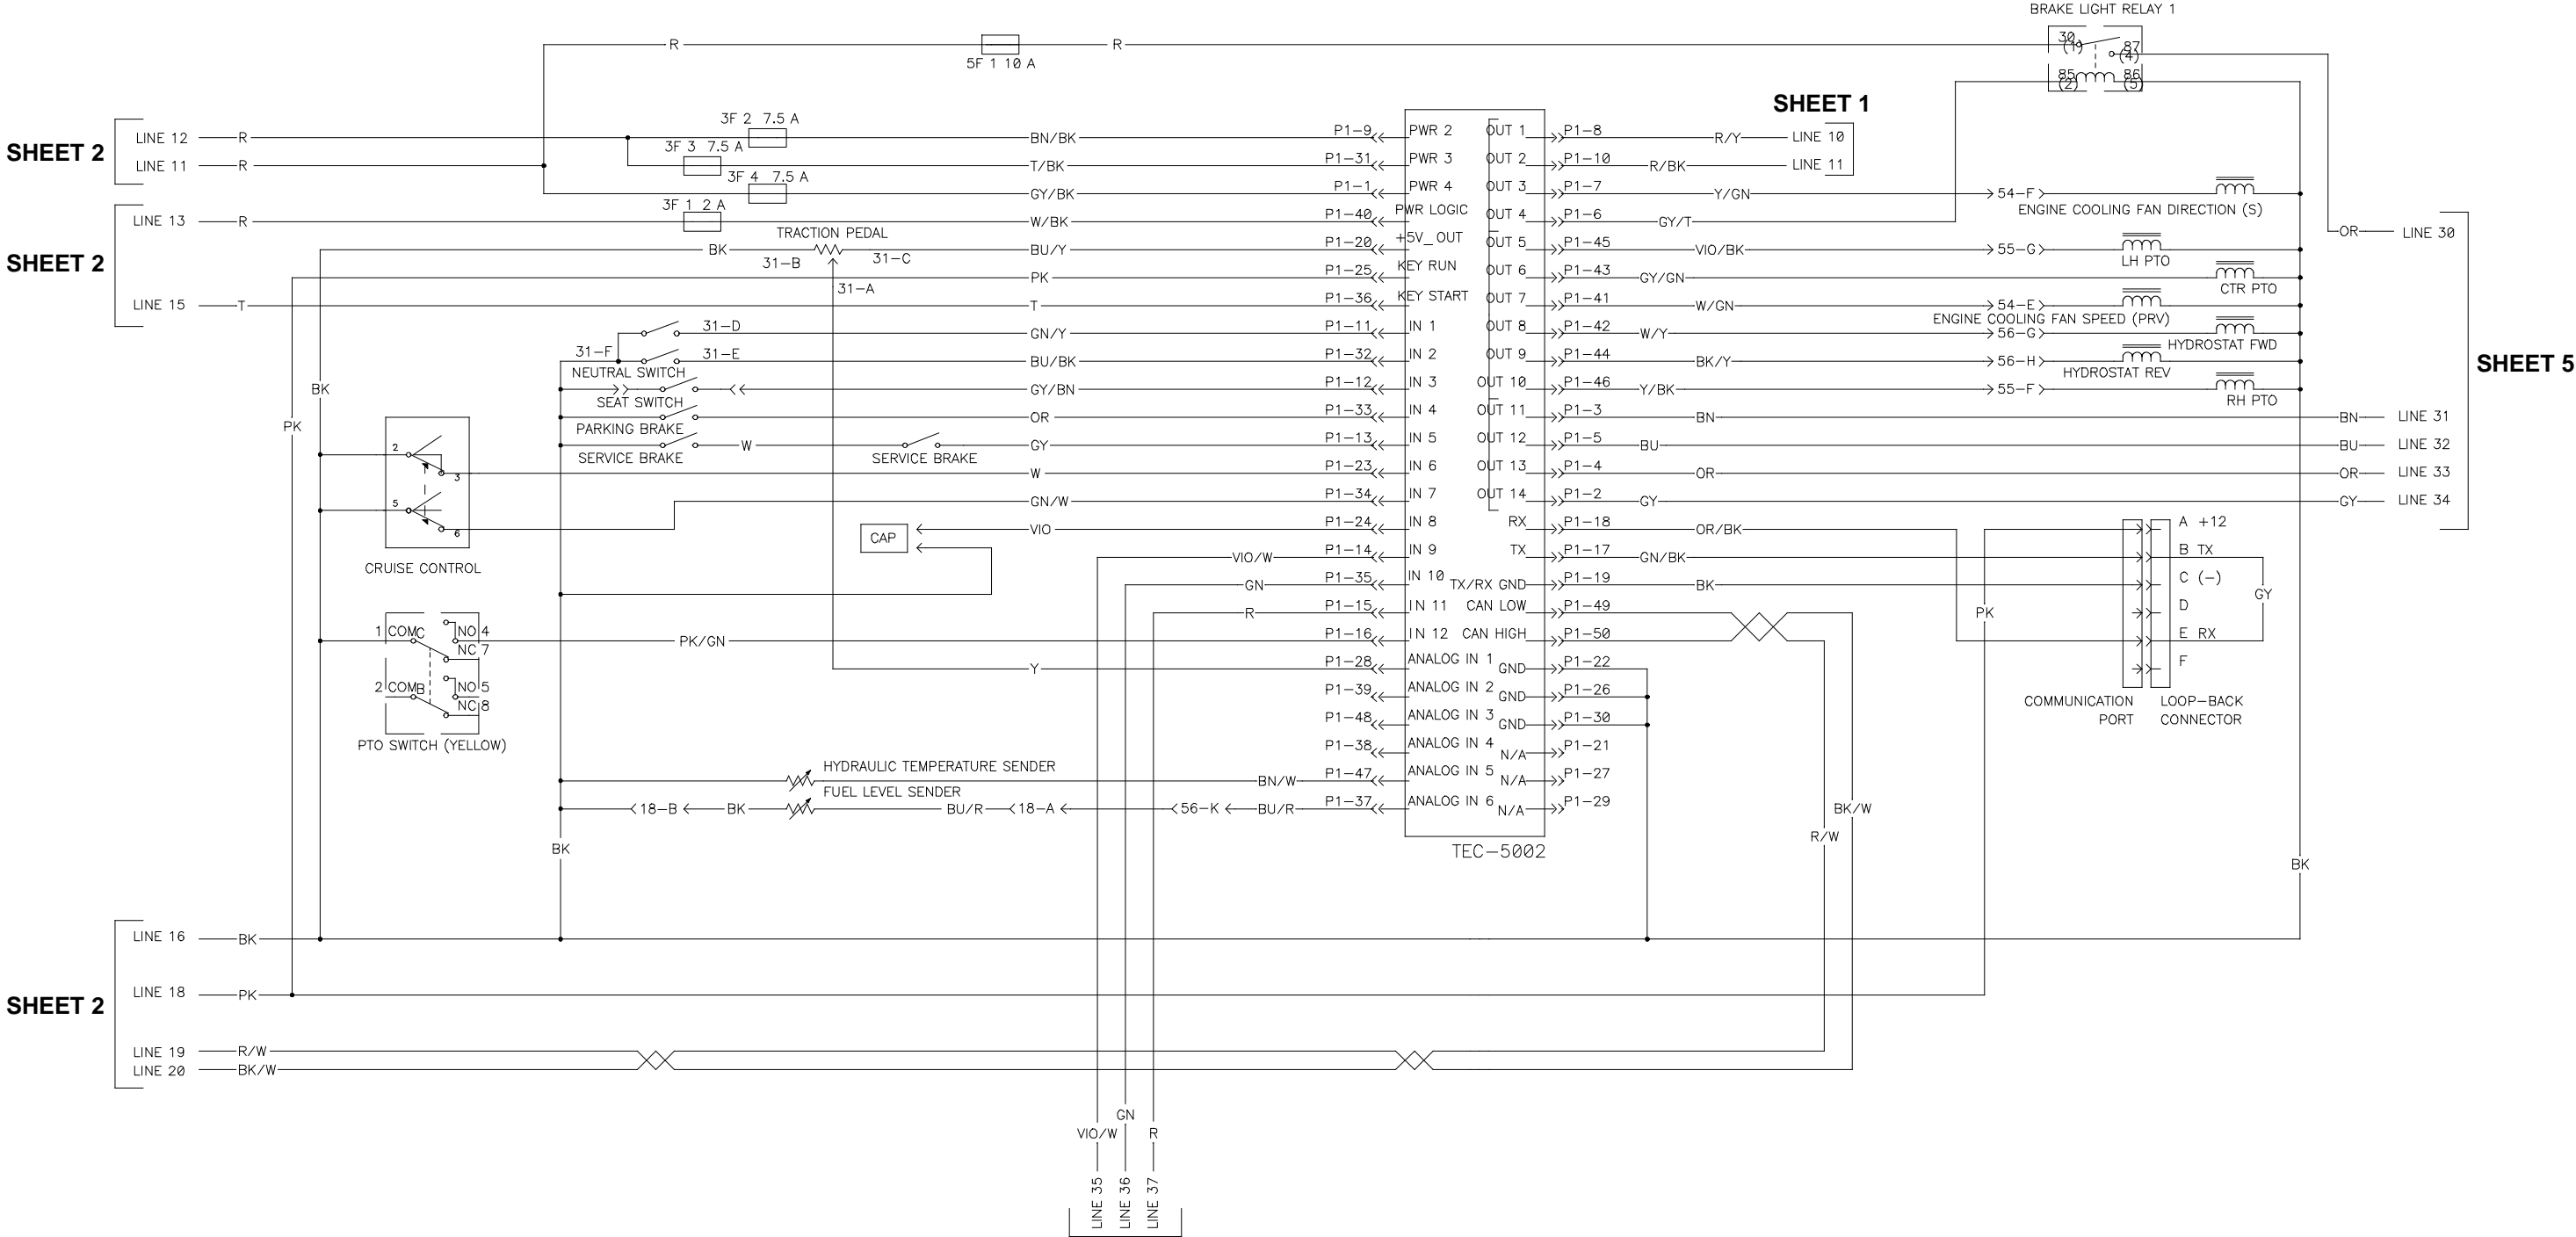 BRAKE LIGHT RELAY 1
R R 30 (1) 87 (4)
5F 1 10 A
85 (2) 86 (5)
SHEET 1
3F 2 7.5 A
SHEET 2
LINE 12 R BN/BK P1-9 PWR 2 OUT 1 P1-8 R/Y LINE 10
3F 3 7.5 A
LINE 11 R T/BK P1-31 PWR 3 OUT 2 P1-10 R/BK LINE 11
3F 4 7.5 A
GY/BK P1-1 PWR 4 OUT 3 P1-7 Y/GN 54-F
ENGINE COOLING FAN DIRECTION (S)
3F 1 2 A
LINE 13 R W/BK P1-40 PWR LOGIC OUT 4 P1-6 GY/T
OR LINE 30
TRACTION PEDAL
SHEET 2
BK 31-B 31-C BU/Y P1-20 +5V_OUT OUT 5 P1-45 VIO/BK 55-G
LH PTO
PK P1-25 KEY RUN OUT 6 P1-43 GY/GN
CTR PTO
31-A
LINE 15 T T P1-36 KEY START OUT 7 P1-41 W/GN 54-E
ENGINE COOLING FAN SPEED (PRV)
31-D GN/Y P1-11 IN 1 OUT 8 P1-42 W/Y 56-G
HYDROSTAT FWD
31-F 31-E BU/BK P1-32 IN 2 OUT 9 P1-44 BK/Y 56-H
SHEET 5
NEUTRAL SWITCH
HYDROSTAT REV
BK GY/BN P1-12 IN 3 OUT 10 P1-46 Y/BK 55-F
SEAT SWITCH
RH PTO
OR P1-33 IN 4 OUT 11 P1-3 BN BN LINE 31
PK
PARKING BRAKE
W GY P1-13 IN 5 OUT 12 P1-5 BU BU LINE 32
SERVICE BRAKE SERVICE BRAKE
2 3
W P1-23 IN 6 OUT 13 P1-4 OR OR LINE 33
5 6
GN/W P1-34 IN 7 OUT 14 P1-2 GY GY LINE 34
CAP VIO P1-24 IN 8 RX P1-18 OR/BK A +12
VIO/W P1-14 IN 9 TX P1-17 GN/BK B TX
CRUISE CONTROL
GN P1-35 IN 10 TX/RX GND P1-19 BK C (-)
GY
R P1-15 IN 11 CAN LOW P1-49 PK D
1 COM C NO 4
PK/GN P1-16 IN 12 CAN HIGH P1-50 E RX
NC 7
Y P1-28 ANALOG IN 1 GND P1-22 F
2 COM B NO 5
P1-39 ANALOG IN 2 GND P1-26
NC 8
COMMUNICATION PORT
LOOP-BACK CONNECTOR
P1-48 ANALOG IN 3 GND P1-30
PTO SWITCH (YELLOW)
P1-38 ANALOG IN 4 N/A P1-21
HYDRAULIC TEMPERATURE SENDER
BN/W P1-47 ANALOG IN 5 N/A P1-27
FUEL LEVEL SENDER
18-B BK BU/R 18-A 56-K BU/R P1-37 ANALOG IN 6 N/A P1-29
BK/W
R/W
BK
TEC-5002
BK
LINE 16 BK
SHEET 2
LINE 18 PK
LINE 19 R/W
LINE 20 BK/W
GN
VIO/W R
LINE 35
LINE 36
LINE 37